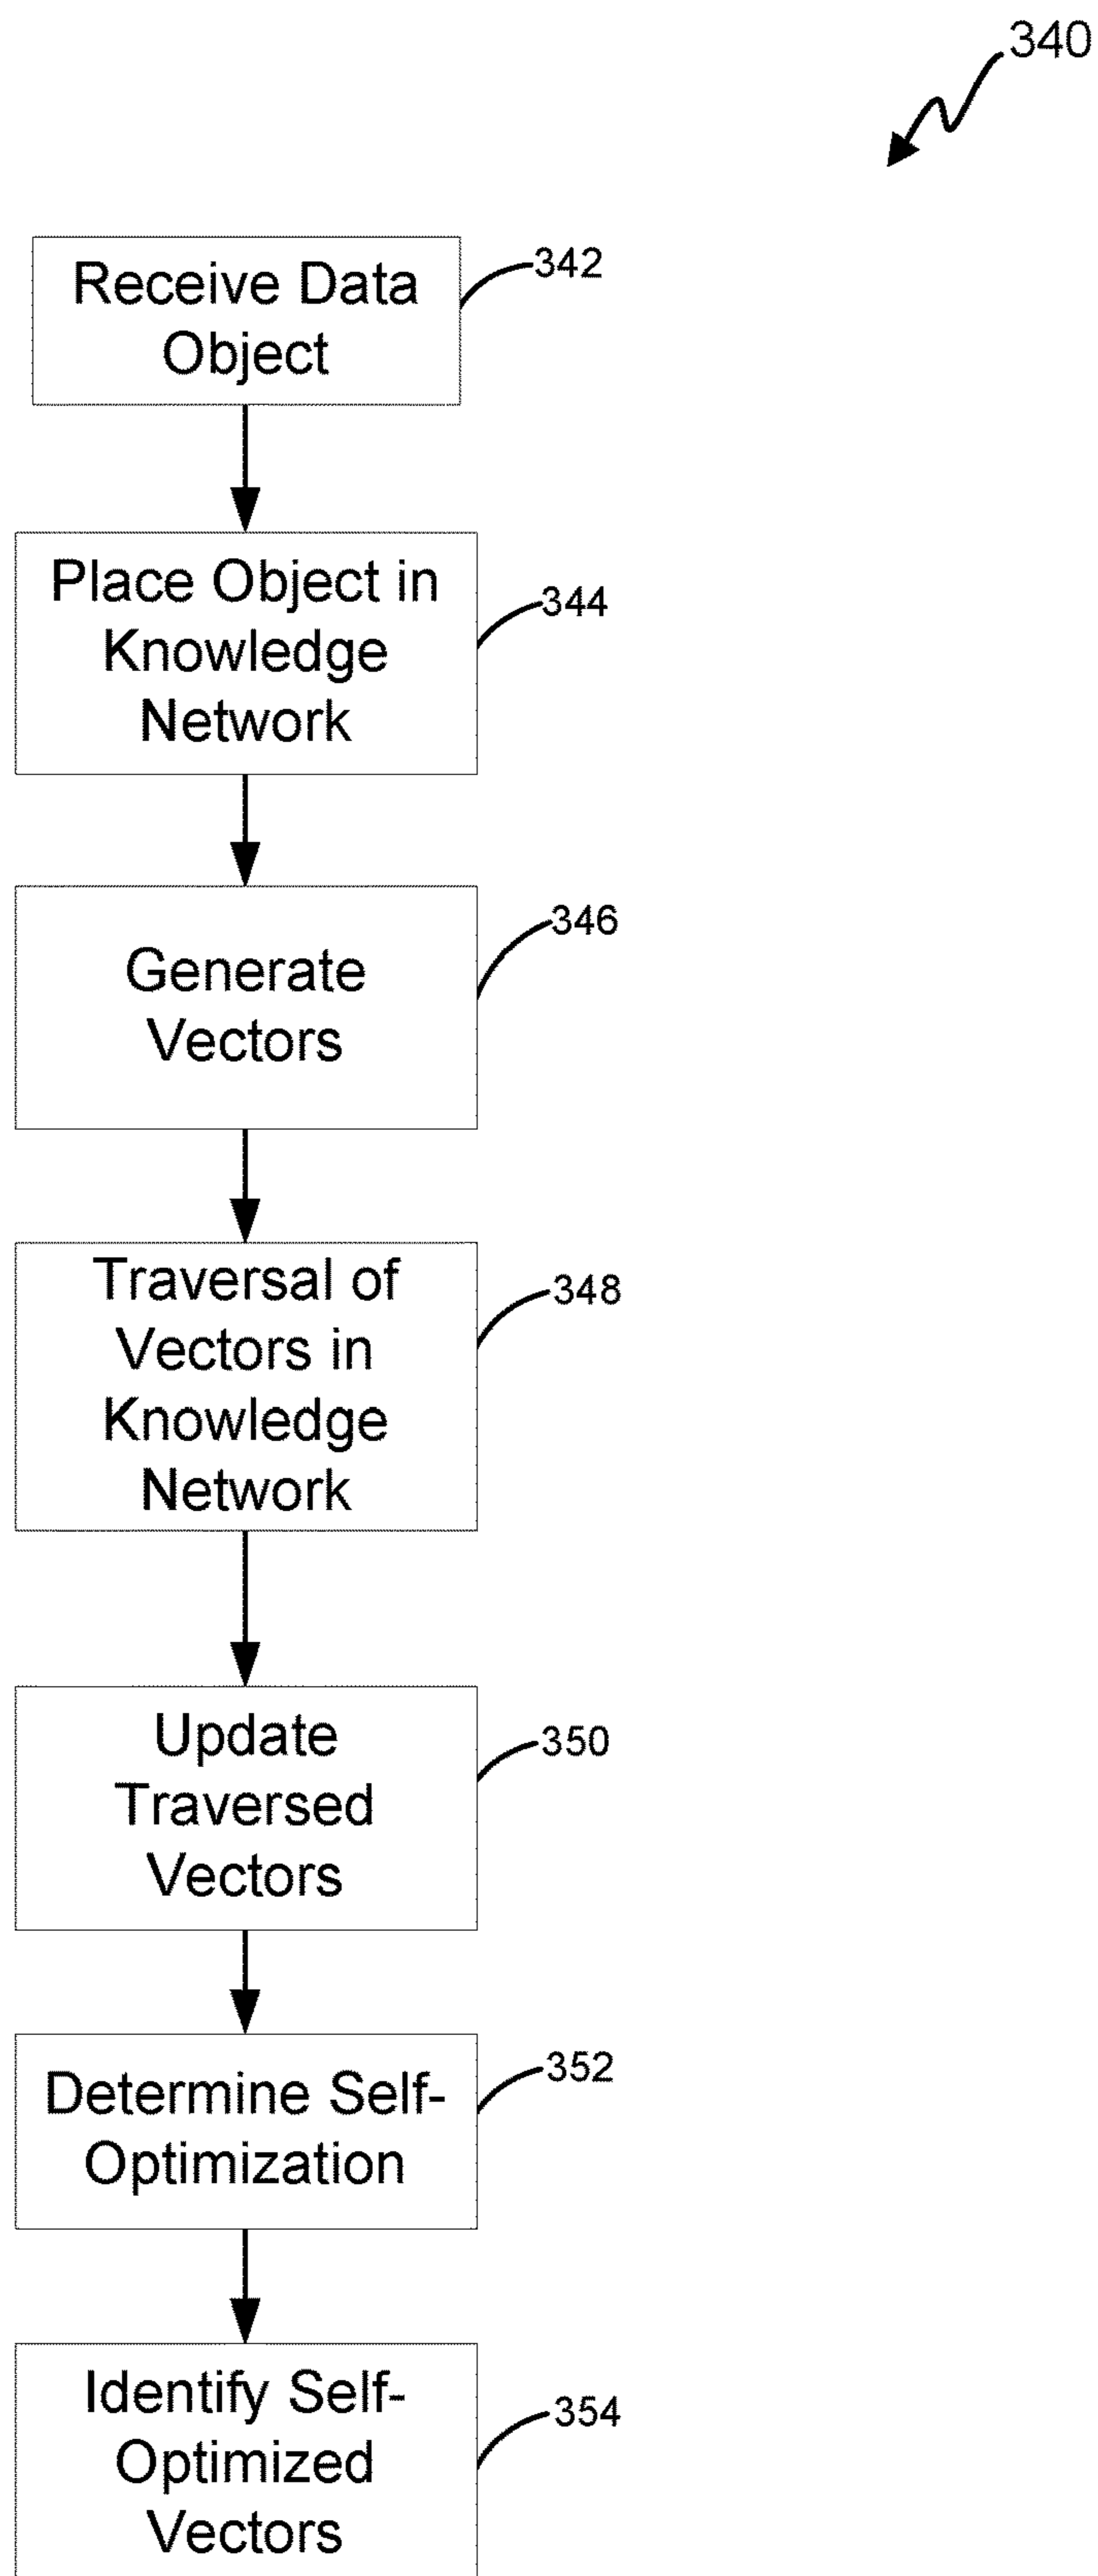 340
Receive Data
Object
342
Place Object in
Knowledge
Network
344
Generate
Vectors
346
Traversal of
Vectors in
Knowledge
Network
348
Update
Traversed
Vectors
350
Determine Self-
Optimization
352
Identify Self-
Optimized
Vectors
354